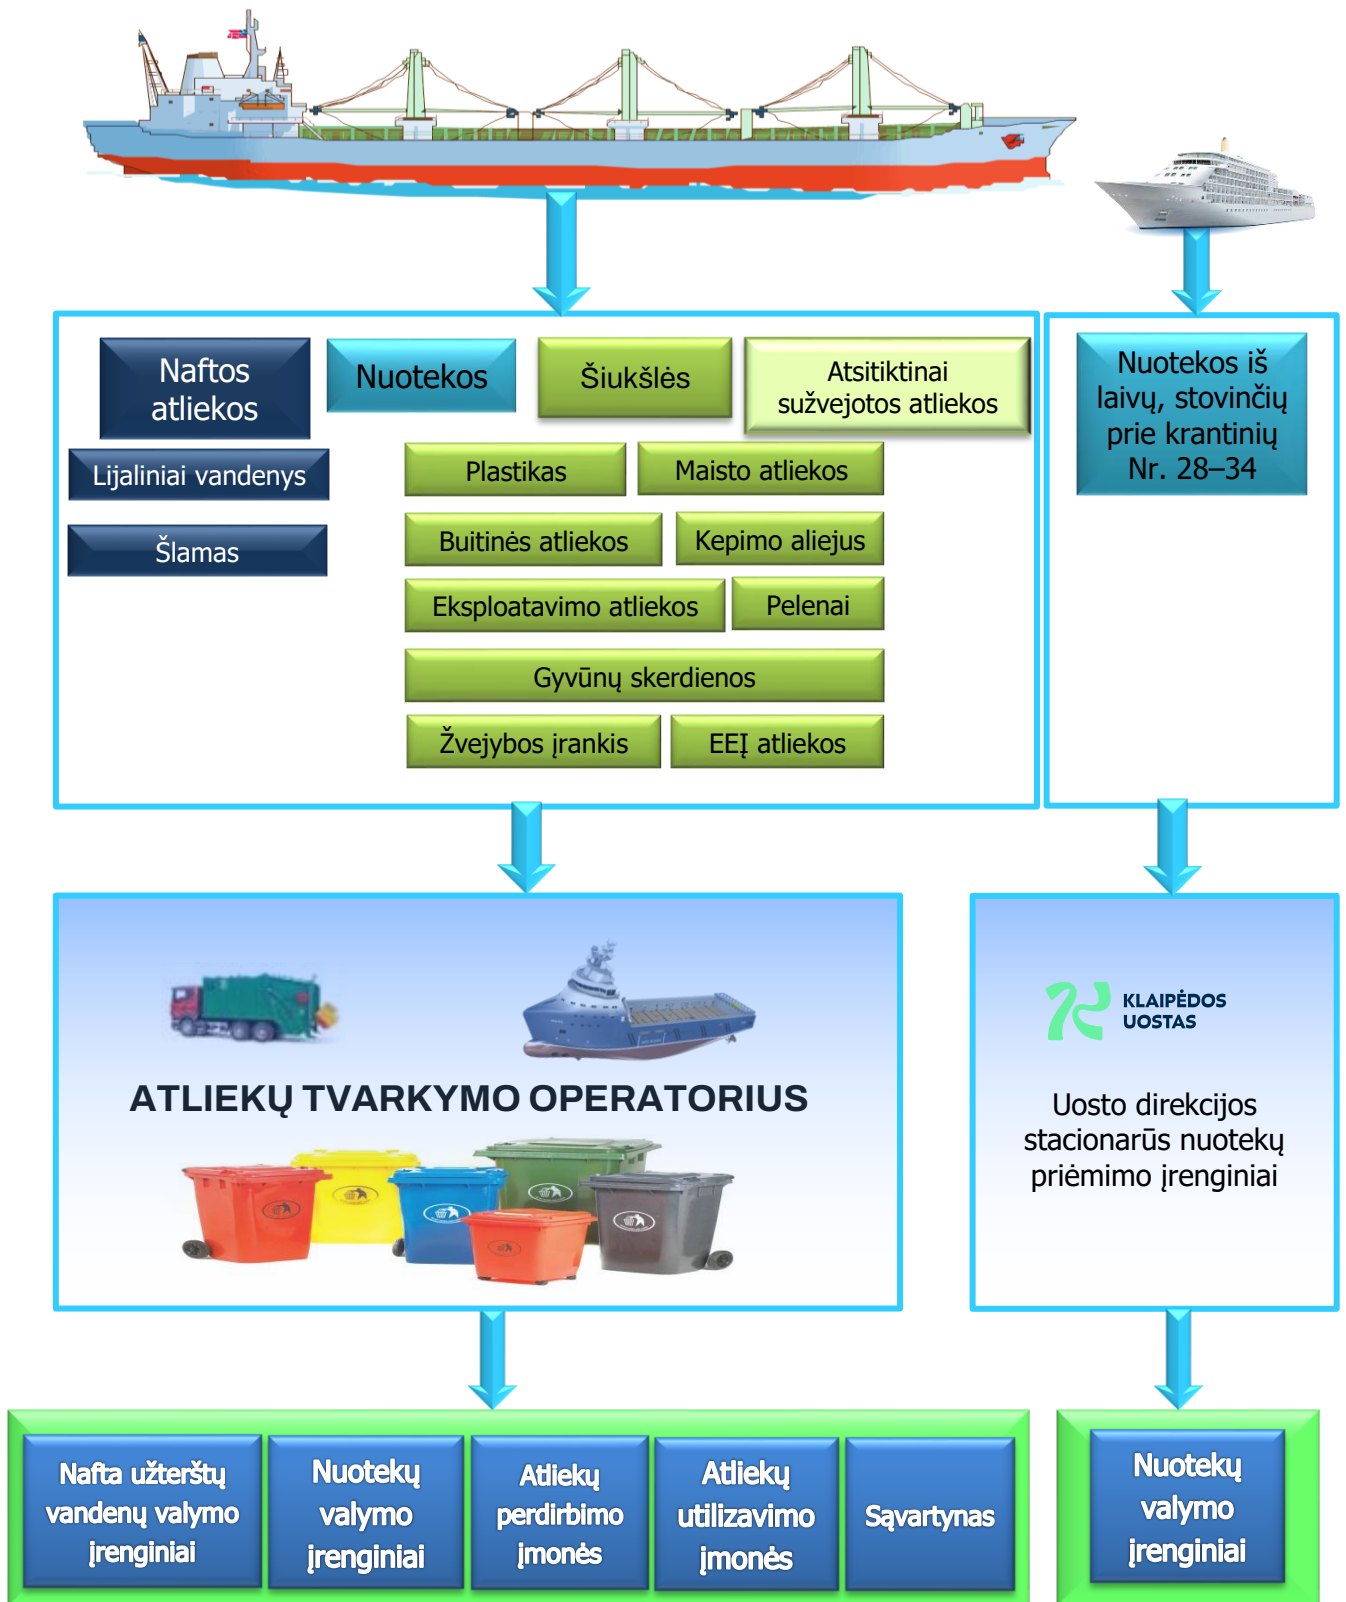 Naftos
atliekos
Nuotekos
Šiukšlės
Atsitiktinai
sužvejotos atliekos
Nuotekos iš
laivų, stovinčių
prie krantinių
Nr. 28–34
Lijaliniai vandenys
Šlamas
Plastikas
Maisto atliekos
Buitinės atliekos
Kepimo aliejus
Eksploatavimo atliekos
Pelenai
Gyvūnų skerdienos
Žvejybos įrankis
EEĮ atliekos
ATLIEKŲ TVARKYMO OPERATORIUS
KLAIPĖDOS
UOSTAS
Uosto direkcijos
stacionarūs nuotekų
priėmimo įrenginiai
Nafta užterštų
vandenų valymo
įrenginiai
Nuotekų
valymo
įrenginiai
Atliekų
perdirbimo
įmonės
Atliekų
utilizavimo
įmonės
Sąvartynas
Nuotekų
valymo
įrenginiai